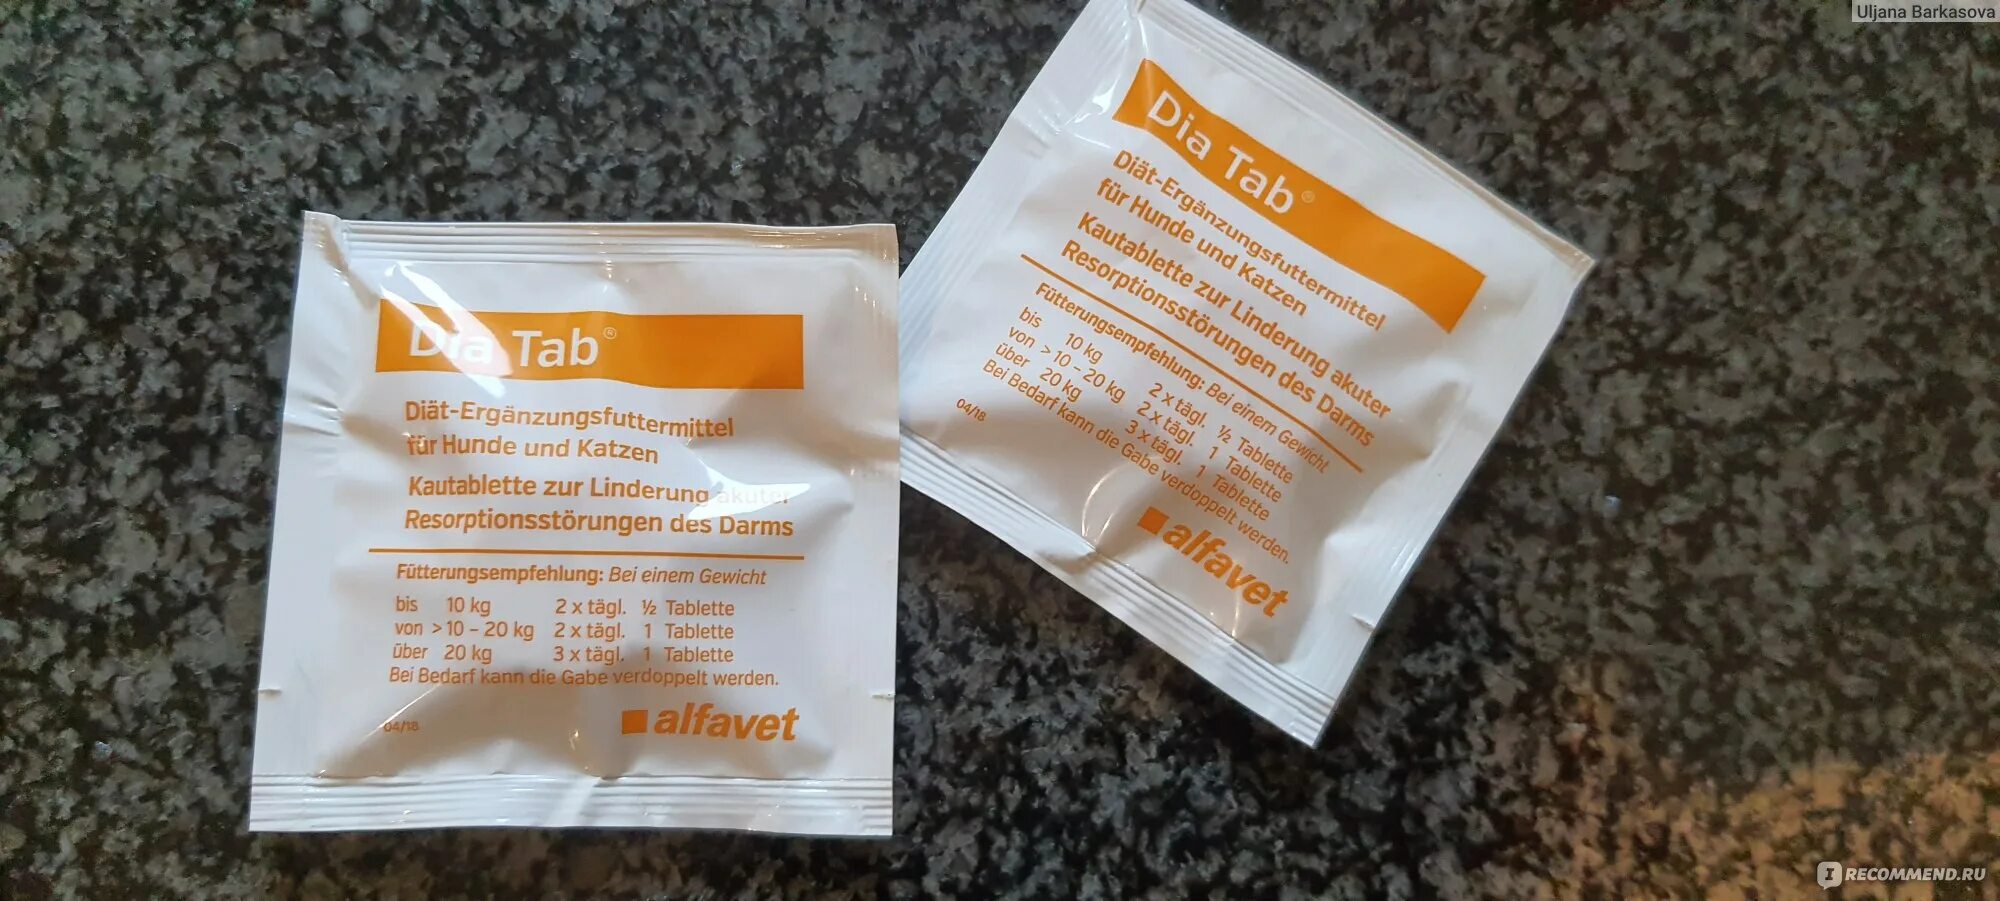 Uljana Barkasova
Dia Tab®
Diät-Ergänzungsfuttermittel
für Hunde und Katzen
Kautablette zur Linderung akuter
Resorptionsstörungen des Darms
Fütterungsempfehlung: Bei einem Gewicht
bis 10 kg 2 x tägl. ½ Tablette
von > 10 – 20 kg 2 x tägl. 1 Tablette
über 20 kg 3 x tägl. 1 Tablette
Bei Bedarf kann die Gabe verdoppelt werden.
04/18
alfavet
Dia Tab®
Diät-Ergänzungsfuttermittel
für Hunde und Katzen
Kautablette zur Linderung akuter
Resorptionsstörungen des Darms
Fütterungsempfehlung: Bei einem Gewicht
bis 10 kg 2 x tägl. ½ Tablette
von > 10 – 20 kg 2 x tägl. 1 Tablette
über 20 kg 3 x tägl. 1 Tablette
Bei Bedarf kann die Gabe verdoppelt werden.
04/18
alfavet
I RECOMMEND.RU